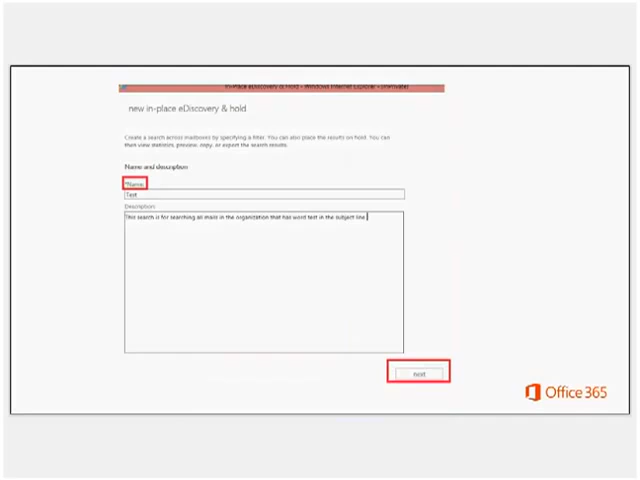 In-Place eDiscovery & Hold - Windows Internet Explorer - [InPrivate]
new in-place eDiscovery & hold
Create a search across mailboxes by specifying a filter. You can also place the results on hold. You can
then view statistics, preview, copy, or export the search results.
Name and description
*Name:
Test
Description:
This search is for searching all mails in the organization that has word test in the subject line
next
Office 365